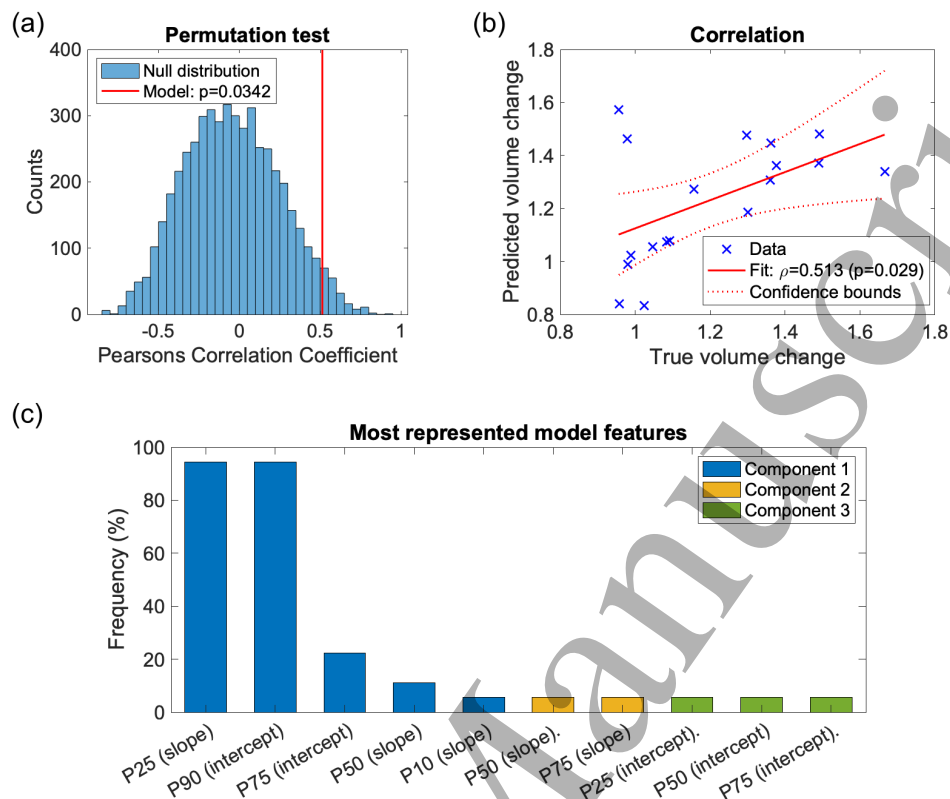 (a)
Permutation test
400
300
200
100
0
Counts
Null distribution
Model: p=0.0342
-0.5
0
0.5
1
Pearsons Correlation Coefficient
(b)
Correlation
1.8
1.6
1.4
1.2
1
0.8
Predicted volume change
Data
Fit: ρ=0.513 (p=0.029)
Confidence bounds
0.8
1
1.2
1.4
1.6
1.8
True volume change
(c)
Most represented model features
100
80
60
40
20
0
Frequency (%)
Component 1
Component 2
Component 3
P25 (slope)
P90 (intercept)
P75 (intercept)
P50 (slope)
P10 (slope)
P50 (slope).
P75 (slope)
P25 (intercept).
P50 (intercept)
P75 (intercept).